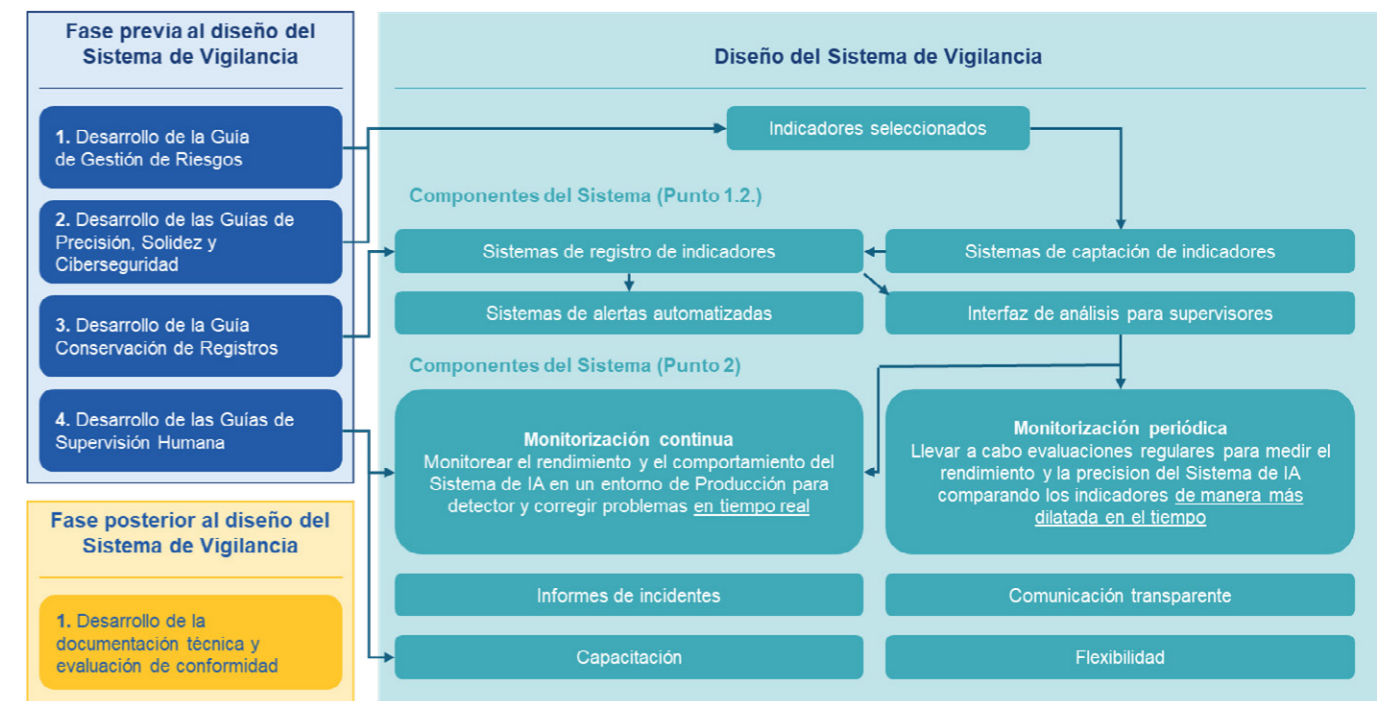 Fase previa al diseño del
Sistema de Vigilancia
1. Desarrollo de la Guía
de Gestión de Riesgos
2. Desarrollo de las Guías de
Precisión, Solidez y
Ciberseguridad
3. Desarrollo de la Guía
Conservación de Registros
4. Desarrollo de las Guías de
Supervisión Humana
Fase posterior al diseño del
Sistema de Vigilancia
1. Desarrollo de la
documentación técnica y
evaluación de conformidad
Diseño del Sistema de Vigilancia
Indicadores seleccionados
Componentes del Sistema (Punto 1.2.)
Sistemas de registro de indicadores
Sistemas de captación de indicadores
Sistemas de alertas automatizadas
Interfaz de análisis para supervisores
Componentes del Sistema (Punto 2)
Monitorización continua
Monitorear el rendimiento y el comportamiento del
Sistema de IA en un entorno de Producción para
detector y corregir problemas en tiempo real
Monitorización periódica
Llevar a cabo evaluaciones regulares para medir el
rendimiento y la precision del Sistema de IA
comparando los indicadores de manera más
dilatada en el tiempo
Informes de incidentes
Comunicación transparente
Capacitación
Flexibilidad